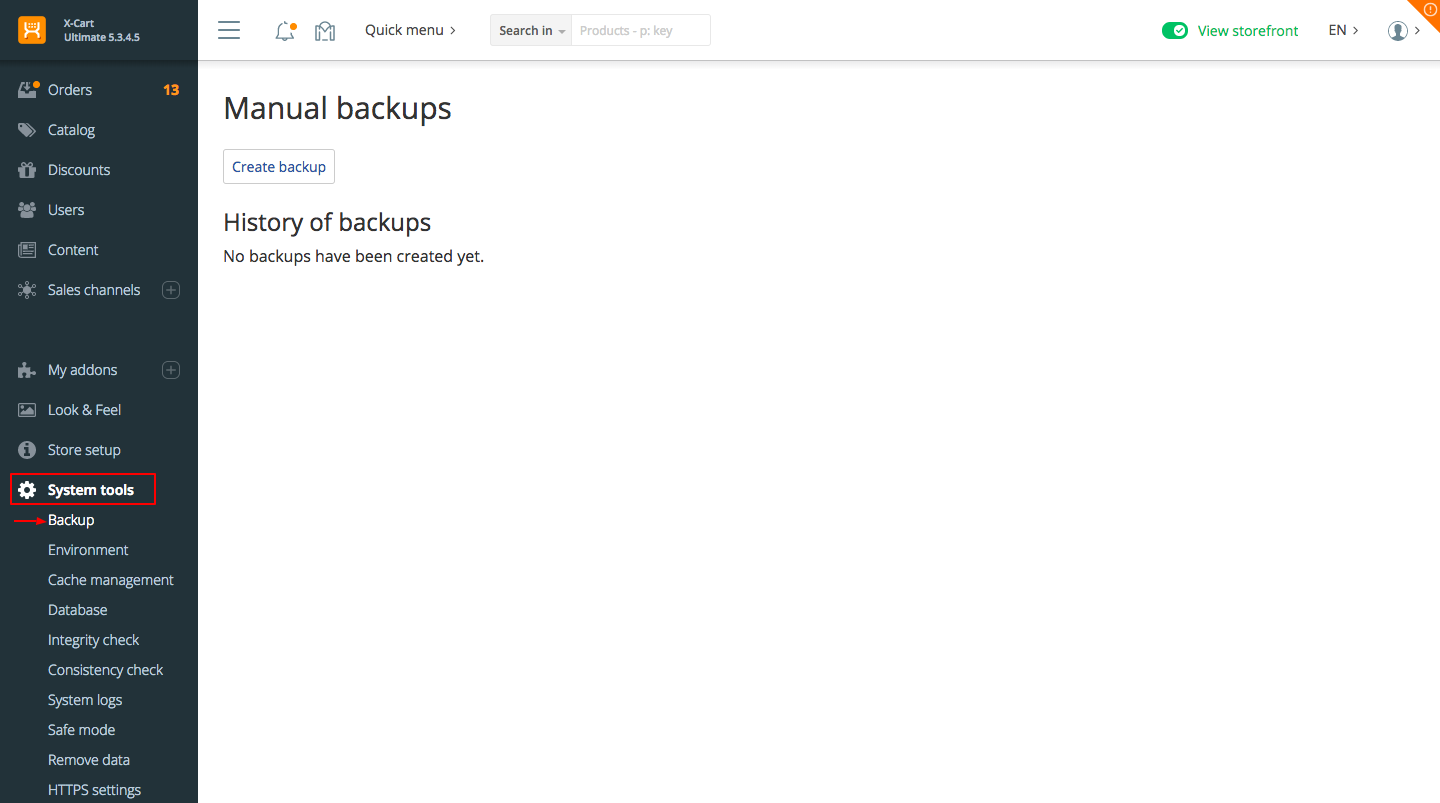 X-Cart
Ultimate 5.3.4.5
Quick menu
Search in
Products - p: key
View storefront
EN
Orders 13
Catalog
Discounts
Users
Content
Sales channels
My addons
Look & Feel
Store setup
System tools
Backup
Environment
Cache management
Database
Integrity check
Consistency check
System logs
Safe mode
Remove data
HTTPS settings
Manual backups
Create backup
History of backups
No backups have been created yet.